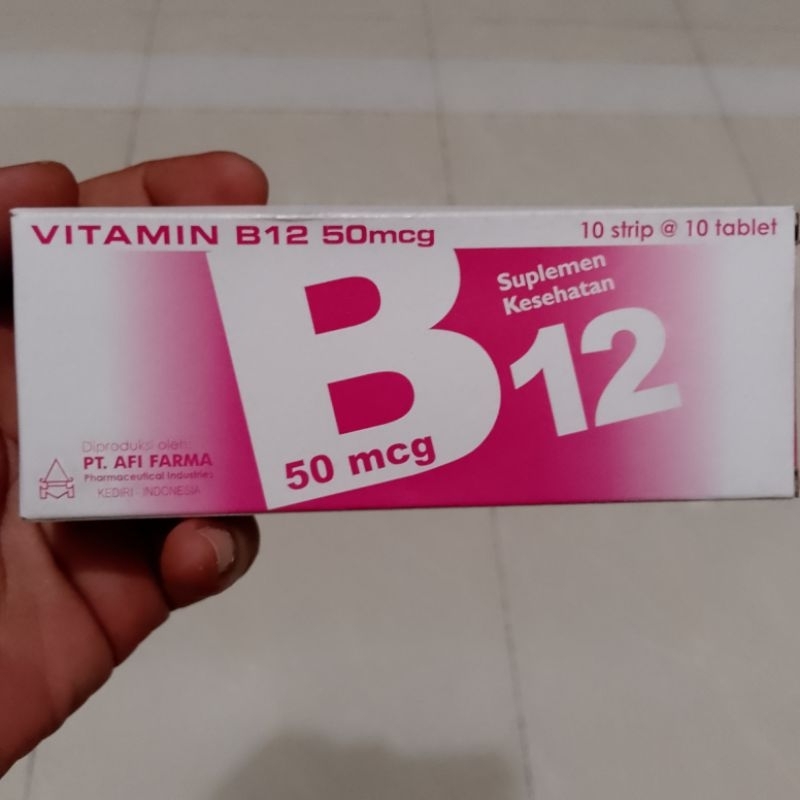 VITAMIN B12 50mcg
10 strip @ 10 tablet
Suplemen
Kesehatan
B12
50 mcg
Diproduksi oleh:
PT. AFI FARMA
Pharmaceutical Industries
KEDIRI - INDONESIA